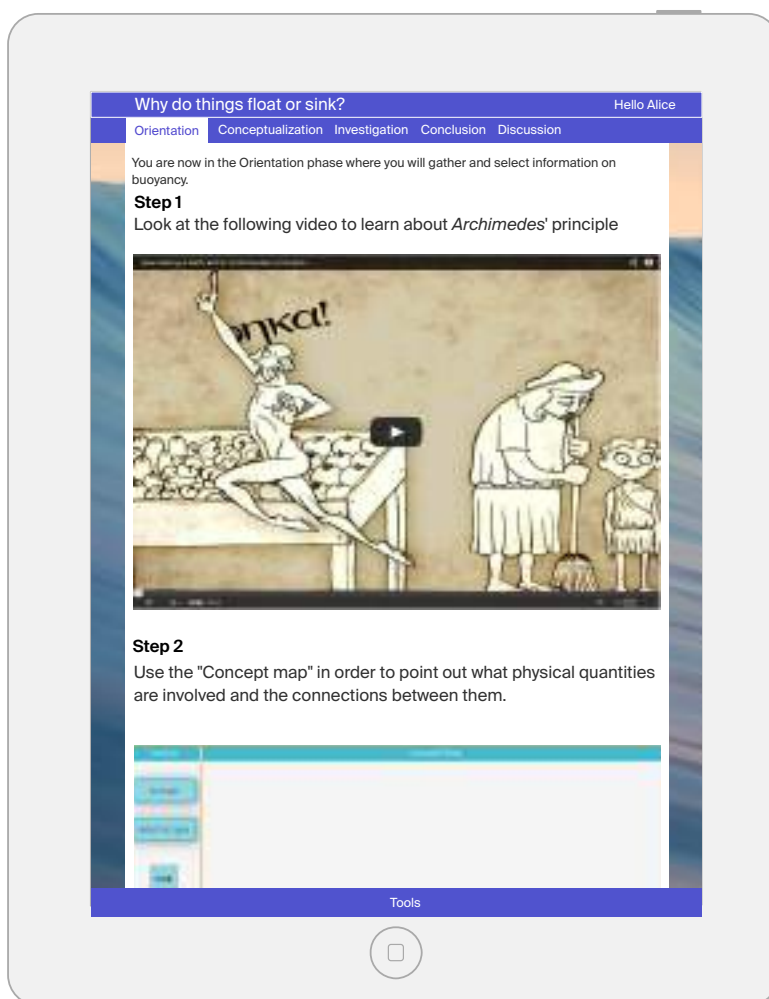 Why do things float or sink?
Hello Alice
Orientation Conceptualization Investigation Conclusion Discussion
You are now in the Orientation phase where you will gather and select information on
buoyancy.
Step 1
Look at the following video to learn about Archimedes' principle
ηκα!
Step 2
Use the "Concept map" in order to point out what physical quantities
are involved and the connections between them.
Tools